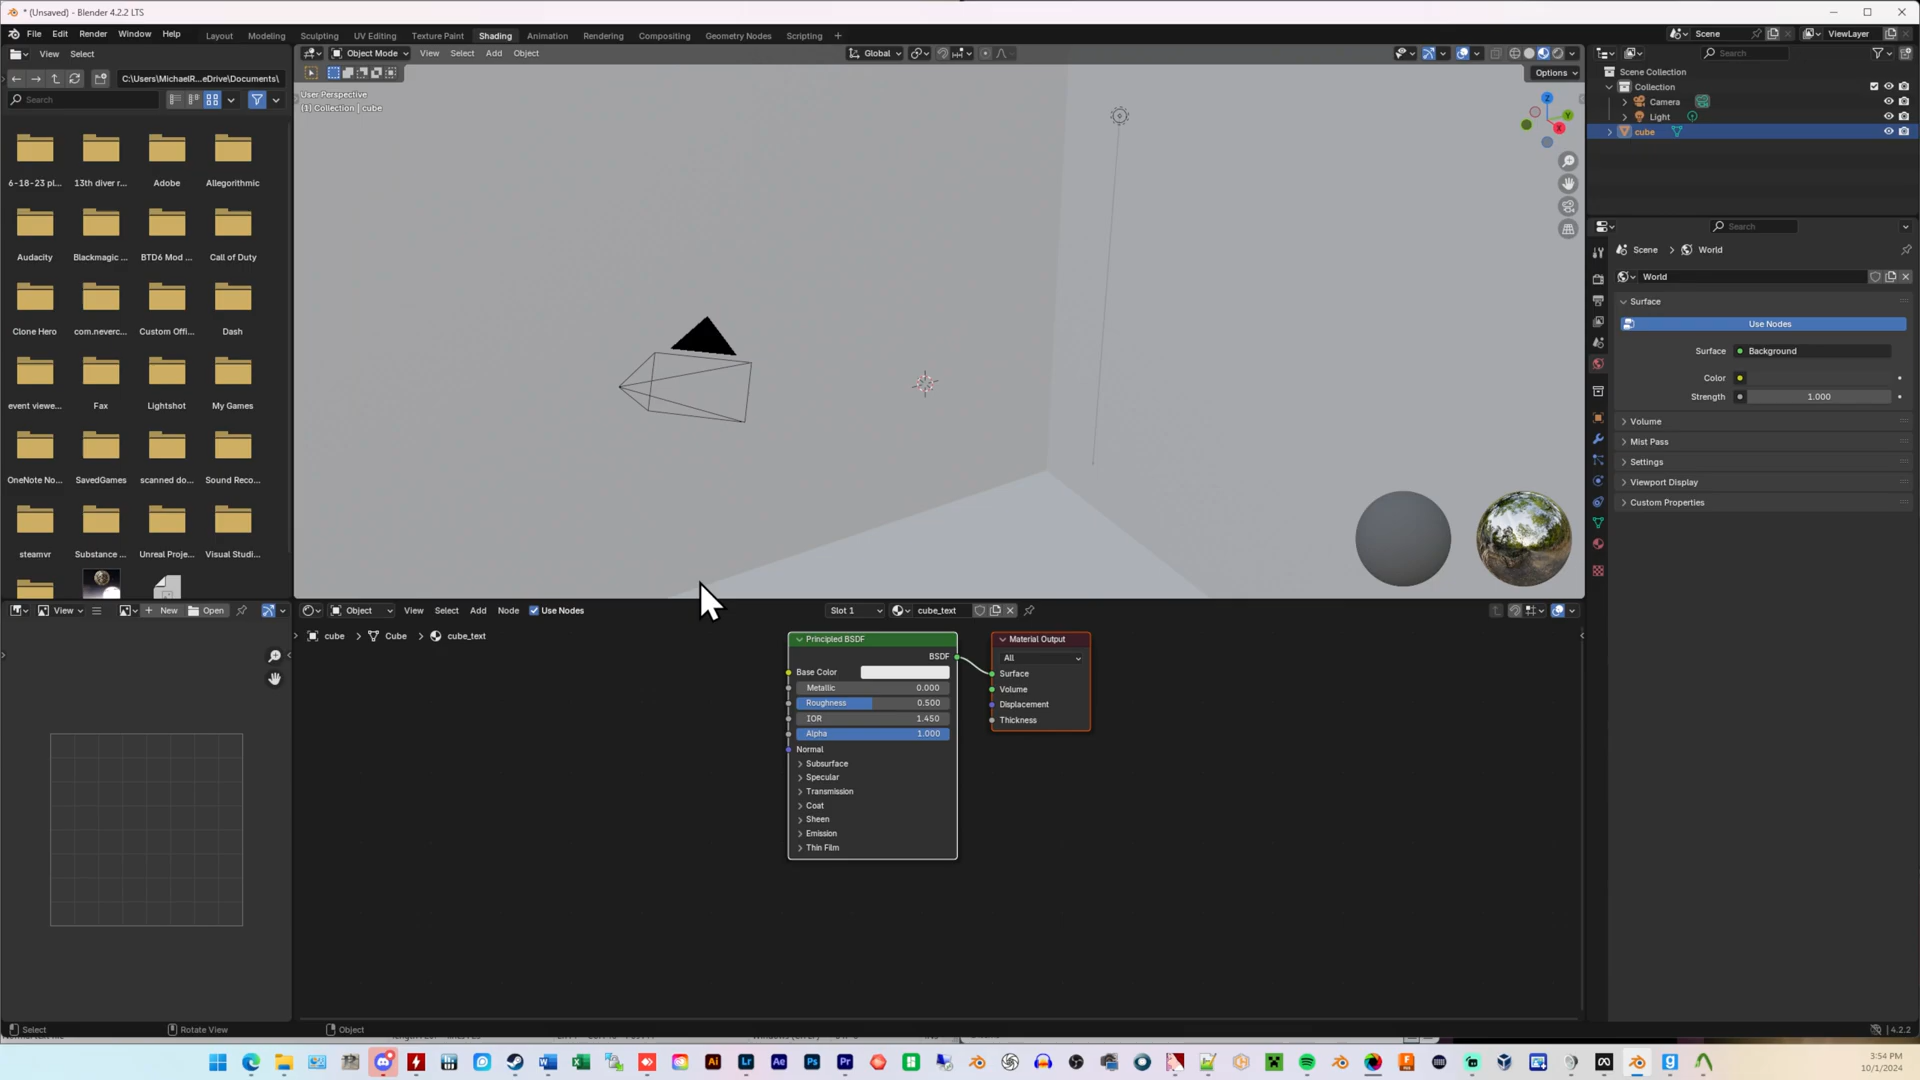 * (Unsaved) - Blender 4.2.2 LTS
File Edit Render Window Help
Layout Modeling Sculpting UV Editing Texture Paint Shading Animation Rendering Compositing Geometry Nodes Scripting +
Scene ViewLayer
View Select
Object Mode View Select Add Object
Global
Search
C:\Users\MichaelR...eDrive\Documents\
Search
Options
User Perspective
(1) Collection | cube
Z
Y
X
Scene Collection
Collection
Camera
Light
cube
6-18-23 pl... 13th diver r... Adobe Allegorithmic
Audacity Blackmagic ... BTD6 Mod ... Call of Duty
Clone Hero com.neverc... Custom Offi... Dash
event viewe... Fax Lightshot My Games
OneNote No... SavedGames scanned do... Sound Reco...
steamvr Substance ... Unreal Proje... Visual Studi...
Search
Scene > World
World
Surface
Use Nodes
Surface Background
Color
Strength 1.000
Volume
Mist Pass
Settings
Viewport Display
Custom Properties
View New Open
Object View Select Add Node Use Nodes
Slot 1 cube_text
cube > Cube > cube_text
Principled BSDF
BSDF
Base Color
Metallic 0.000
Roughness 0.500
IOR 1.450
Alpha 1.000
Normal
Subsurface
Specular
Transmission
Coat
Sheen
Emission
Thin Film
Material Output
All
Surface
Volume
Displacement
Thickness
Select Rotate View Object
4.2.2
3:54 PM
10/1/2024